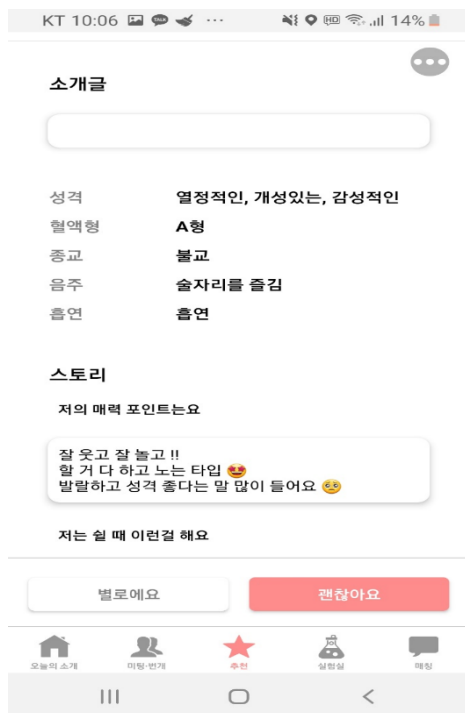 KT 10:06 ... 14%
소개글
성격 열정적인, 개성있는, 감성적인
혈액형 A형
종교 불교
음주 술자리를 즐김
흡연 흡연
스토리
저의 매력 포인트는요
잘 웃고 잘 놀고 !!
할 거 다 하고 노는 타입 🤩
발랄하고 성격 좋다는 말 많이 들어요 🥺
저는 쉴 때 이런걸 해요
별로에요 괜찮아요
오늘의 소개 미팅·번개 추천 실험실 매칭